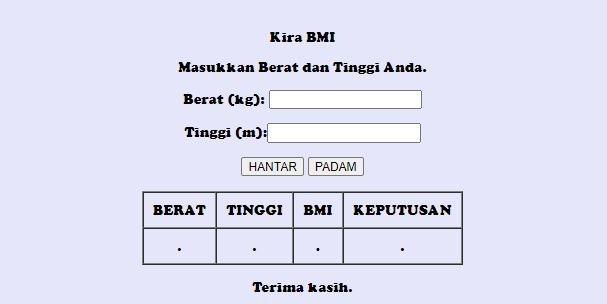 Kira BMI
Masukkan Berat dan Tinggi Anda.
Berat (kg):
Tinggi (m):
HANTAR PADAM
BERAT TINGGI BMI KEPUTUSAN
. . . .
Terima kasih.